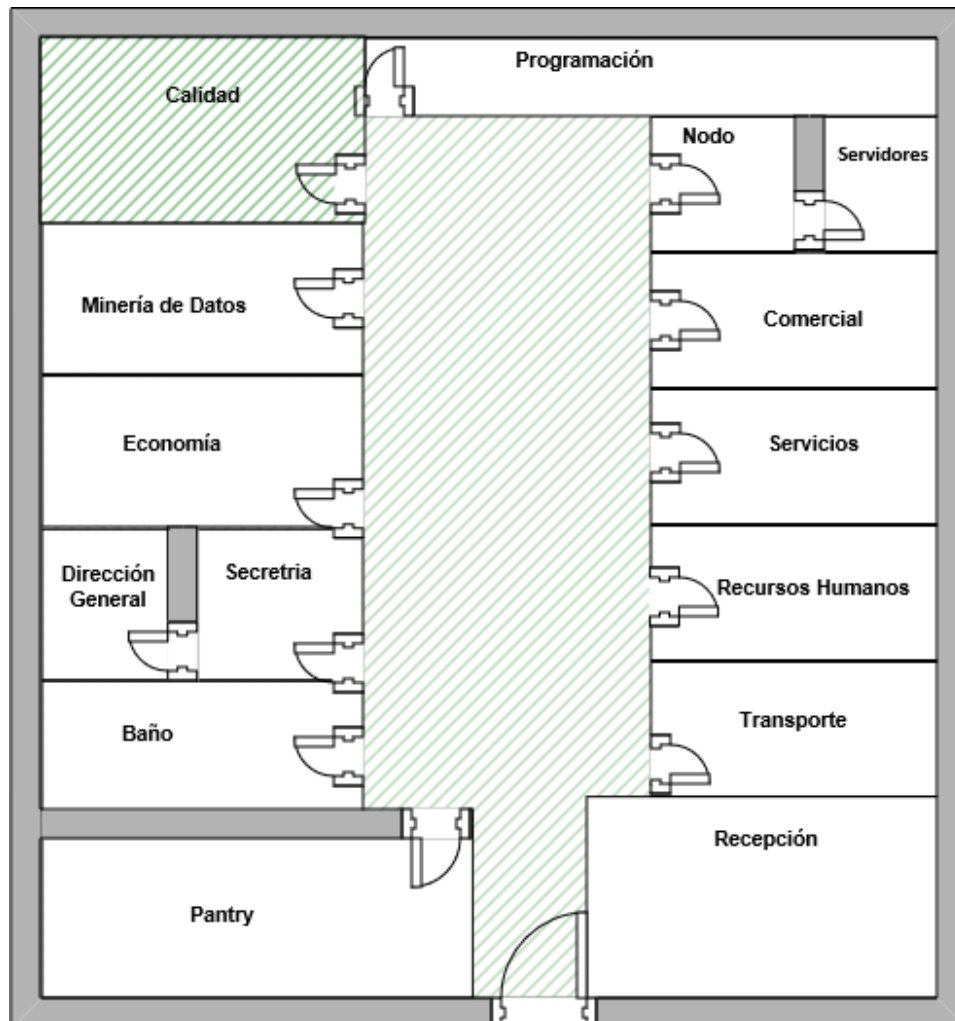 Programación
Calidad
Nodo
Servidores
Minería de Datos
Comercial
Economía
Servicios
Dirección
General
Secretria
Recursos Humanos
Baño
Transporte
Recepción
Pantry